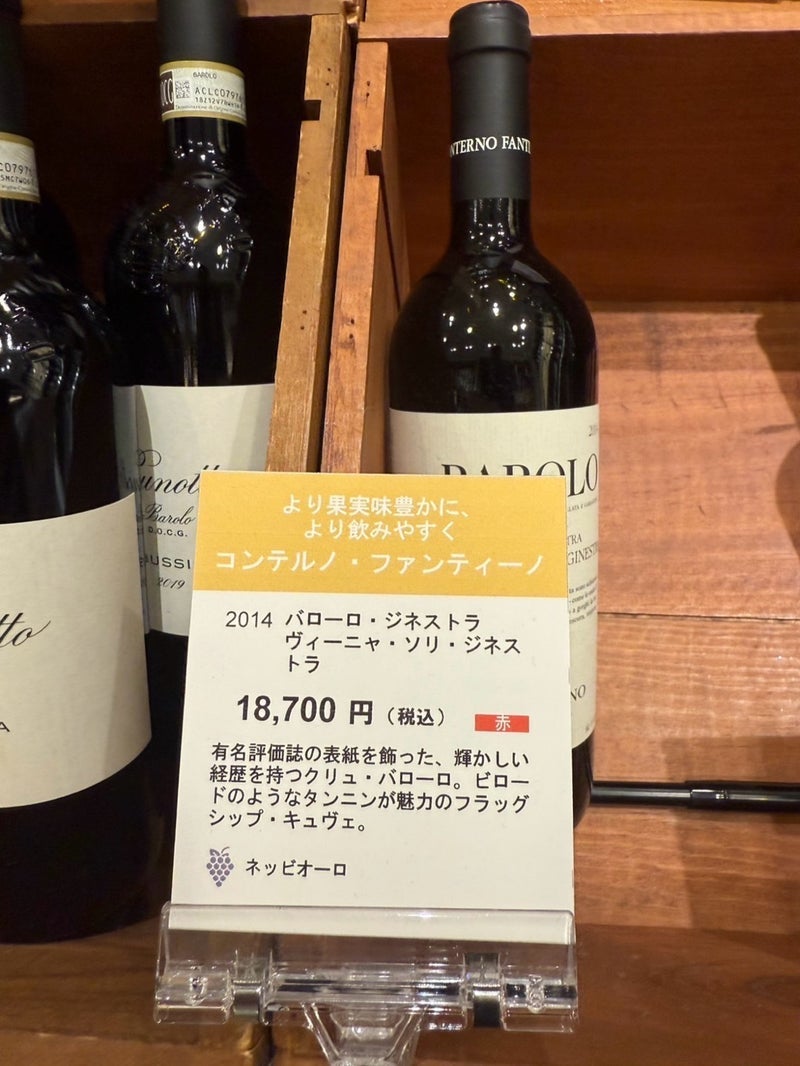 BAROLO
ACLC0797
NTERNO FANTI
BAROLO
Barolo
D.O.C.G.
2019
GINEST
NO
より果実味豊かに、
より飲みやすく
コンテルノ・ファンティーノ
2014 バローロ・ジネストラ
ヴィーニャ・ソリ・ジネス
トラ
18,700 円（税込）
赤
有名評価誌の表紙を飾った、輝かしい
経歴を持つクリュ・バローロ。ビロー
ドのようなタンニンが魅力のフラッグ
シップ・キュヴェ。
ネッビオーロ